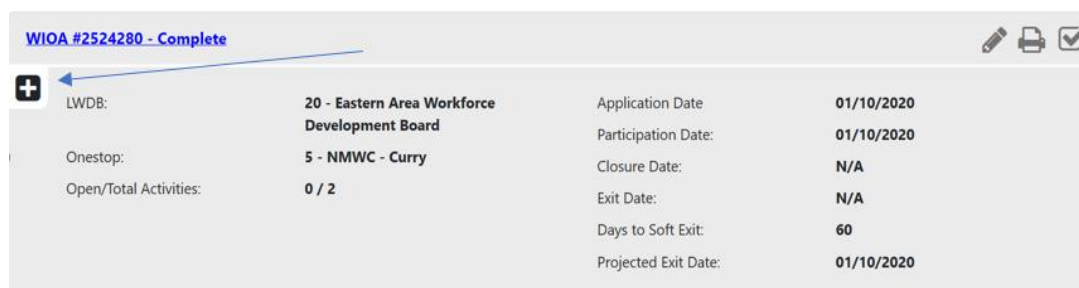 WIOA #2524280 - Complete
LWDB: 20 - Eastern Area Workforce
Development Board
Onestop: 5 - NMWC - Curry
Open/Total Activities: 0 / 2
Application Date 01/10/2020
Participation Date: 01/10/2020
Closure Date: N/A
Exit Date: N/A
Days to Soft Exit: 60
Projected Exit Date: 01/10/2020